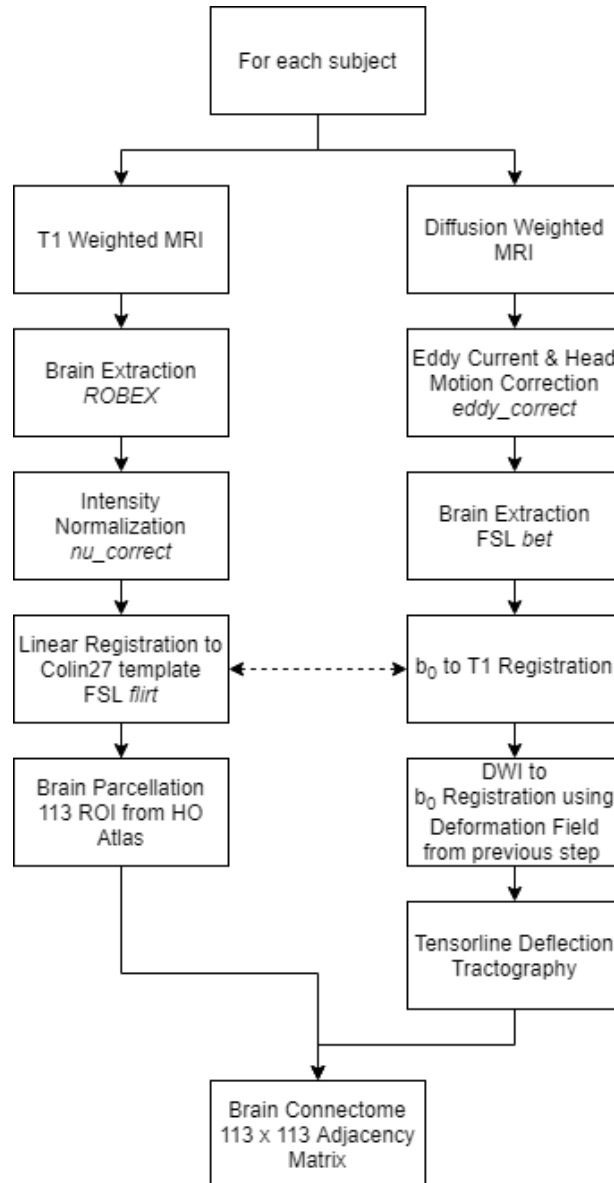 For each subject
T1 Weighted MRI
Brain Extraction
ROBEX
Intensity
Normalization
nu_correct
Linear Registration to
Colin27 template
FSL flirt
Brain Parcellation
113 ROI from HO
Atlas
Diffusion Weighted
MRI
Eddy Current & Head
Motion Correction
eddy_correct
Brain Extraction
FSL bet
b0 to T1 Registration
DWI to
b0 Registration using
Deformation Field
from previous step
Tensorline Deflection
Tractography
Brain Connectome
113 x 113 Adjacency
Matrix